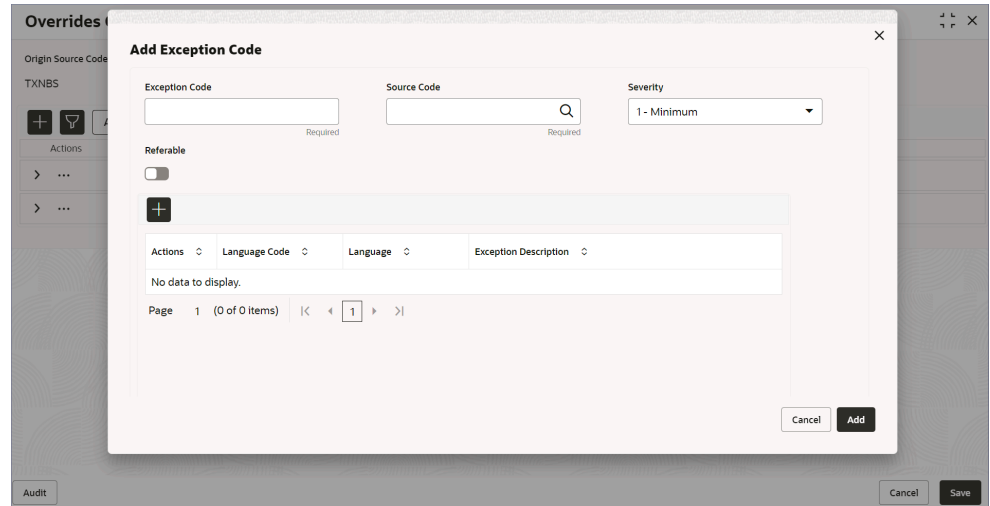 Overrides
Add Exception Code
Origin Source Code
TXNBS
Exception Code
Source Code
Severity
1 - Minimum
Required
Required
Referable
Actions
Actions
Language Code
Language
Exception Description
No data to display.
Page 1 (0 of 0 items) 1
Cancel
Add
Audit
Cancel
Save